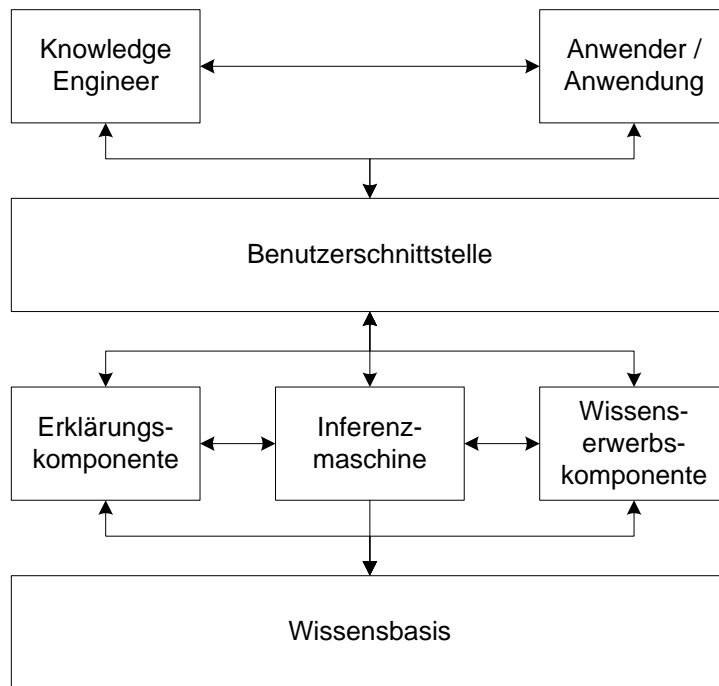 Knowledge
Engineer
Anwender /
Anwendung
Benutzerschnittstelle
Erklärungs-
komponente
Inferenz-
maschine
Wissens-
erwerbs-
komponente
Wissensbasis